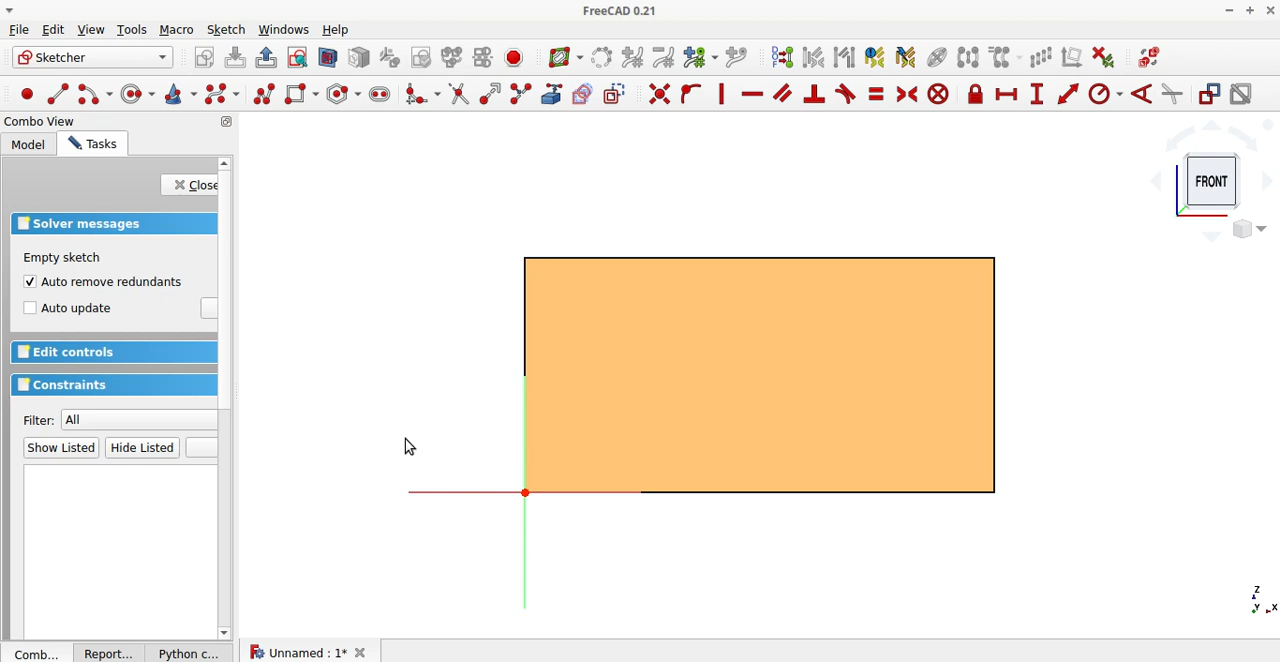 FreeCAD 0.21
File Edit View Tools Macro Sketch Windows Help
Sketcher
Combo View
Model Tasks
Close
Solver messages
Empty sketch
Auto remove redundants
Auto update
Edit controls
Constraints
Filter: All
Show Listed Hide Listed
FRONT
Z
Y X
Comb... Report... Python c... Unnamed : 1*